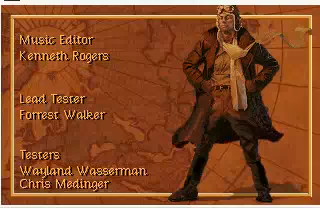 Music Editor
Kenneth Rogers
Lead Tester
Forrest Walker
Testers
Wayland Wasserman
Chris Medinger